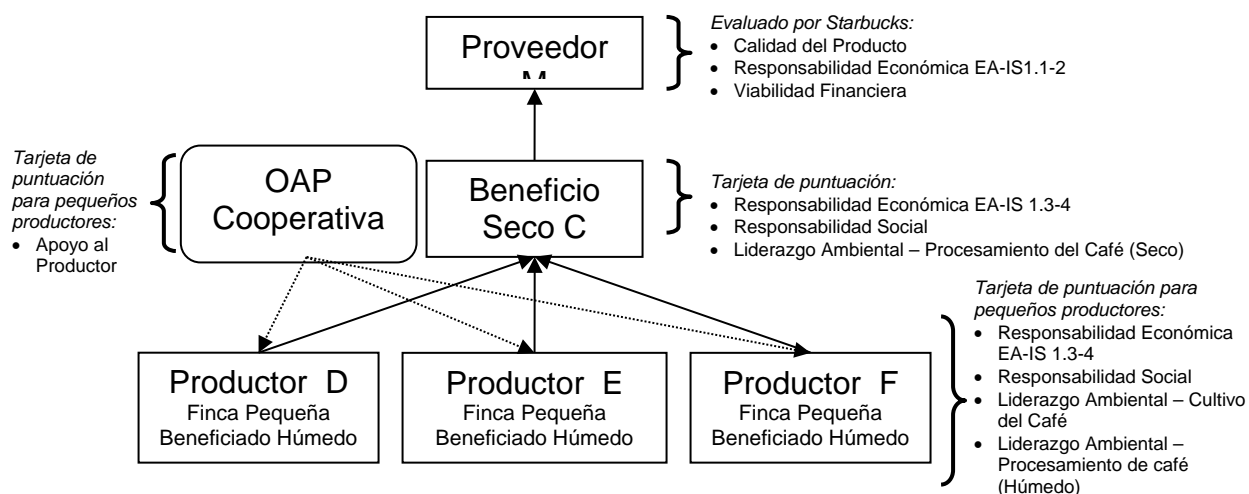 Proveedor
Evaluado por Starbucks:
• Calidad del Producto
• Responsabilidad Económica EA-IS1.1-2
• Viabilidad Financiera
Tarjeta de
puntuación
para pequeños
productores:
• Apoyo al
Productor
OAP
Cooperativa
Beneficio
Seco C
Tarjeta de puntuación:
• Responsabilidad Económica EA-IS 1.3-4
• Responsabilidad Social
• Liderazgo Ambiental – Procesamiento del Café (Seco)
Productor D
Finca Pequeña
Beneficiado Húmedo
Productor E
Finca Pequeña
Beneficiado Húmedo
Productor F
Finca Pequeña
Beneficiado Húmedo
Tarjeta de puntuación para
pequeños productores:
• Responsabilidad Económica
EA-IS 1.3-4
• Responsabilidad Social
• Liderazgo Ambiental – Cultivo
del Café
• Liderazgo Ambiental –
Procesamiento de café
(Húmedo)